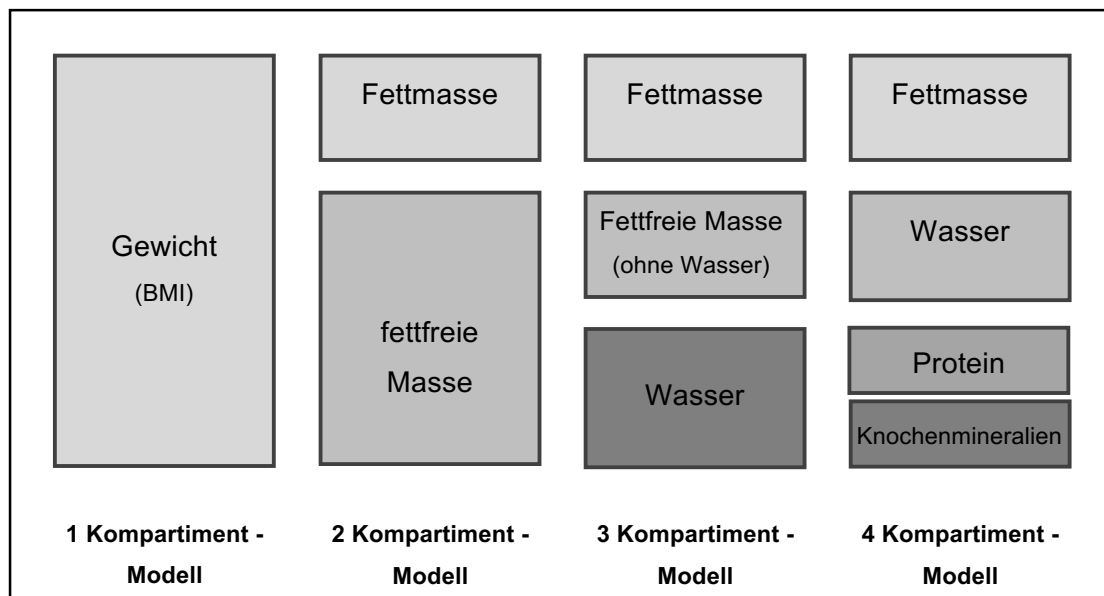 Gewicht
(BMI)
1 Kompartiment -
Modell
Fettmasse
fettfreie
Masse
2 Kompartiment -
Modell
Fettmasse
Fettfreie Masse
(ohne Wasser)
Wasser
3 Kompartiment -
Modell
Fettmasse
Wasser
Protein
Knochenmineralien
4 Kompartiment -
Modell